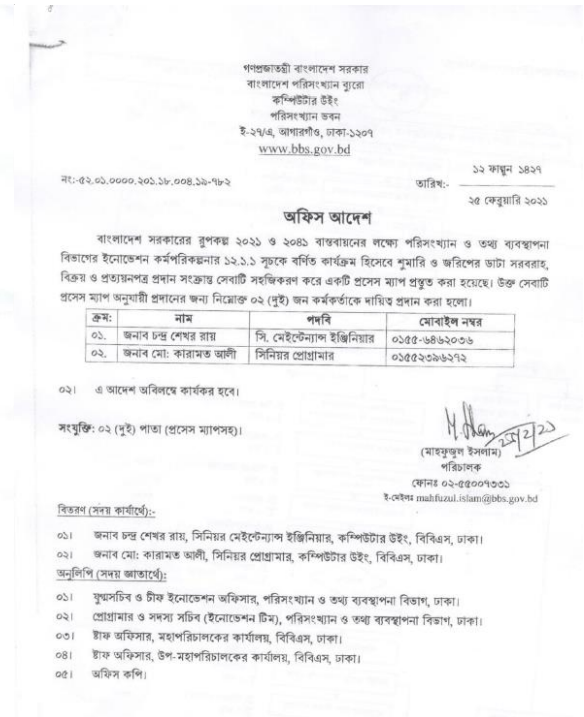 গণপ্রজাতন্ত্রী বাংলাদেশ সরকার
বাংলাদেশ পরিসংখ্যান ব্যুরো
কম্পিউটার উইং
পরিসংখ্যান ভবন
ই-২৭/এ, আগারগাঁও, ঢাকা-১২০৭
www.bbs.gov.bd
১২ ফাল্গুন ১৪২৭
নং:-৫২.০১.০০০০.২০১.১৮.০০৪.১৯-৭৮২ তারিখ:-
২৫ ফেব্রুয়ারি ২০২১
অফিস আদেশ
বাংলাদেশ সরকারের রুপকল্প ২০২১ ও ২০৪১ বাস্তবায়নের লক্ষ্যে পরিসংখ্যান ও তথ্য ব্যবস্থাপনা
বিভাগের ইনোভেশন কর্মপরিকল্পনার ১২.১.১ সূচকে বর্ণিত কার্যক্রম হিসেবে শুমারি ও জরিপের ডাটা সরবরাহ,
বিক্রয় ও প্রত্যয়নপত্র প্রদান সংক্রান্ত সেবাটি সহজিকরণ করে একটি প্রসেস ম্যাপ প্রস্তুত করা হয়েছে। উক্ত সেবাটি
প্রসেস ম্যাপ অনুযায়ী প্রদানের জন্য নিম্নোক্ত ০২ (দুই) জন কর্মকর্তাকে দায়িত্ব প্রদান করা হলো।
ক্রম: নাম পদবি মোবাইল নম্বর
০১. জনাব চন্দ্র শেখর রায় সি. মেইন্টেন্যান্স ইঞ্জিনিয়ার ০১৫৫-৬৪৬২০৩৬
০২. জনাব মো: কারামত আলী সিনিয়র প্রোগ্রামার ০১৫৫২৩৯৬২৭২
০২। এ আদেশ অবিলম্বে কার্যকর হবে।
সংযুক্তি: ০২ (দুই) পাতা (প্রসেস ম্যাপসহ)।
(মাহফুজুল ইসলাম)
পরিচালক
ফোনঃ ০২-৫৫০০৭৩৩১
ই-মেইলঃ mahfuzul.islam@bbs.gov.bd
বিতরণ (সদয় কার্যার্থে):-
০১। জনাব চন্দ্র শেখর রায়, সিনিয়র মেইন্টেন্যান্স ইঞ্জিনিয়ার, কম্পিউটার উইং, বিবিএস, ঢাকা।
০২। জনাব মো: কারামত আলী, সিনিয়র প্রোগ্রামার, কম্পিউটার উইং, বিবিএস, ঢাকা।
অনুলিপি (সদয় জ্ঞাতার্থে):
০১। যুগ্মসচিব ও চীফ ইনোভেশন অফিসার, পরিসংখ্যান ও তথ্য ব্যবস্থাপনা বিভাগ, ঢাকা।
০২। প্রোগ্রামার ও সদস্য সচিব (ইনোভেশন টিম), পরিসংখ্যান ও তথ্য ব্যবস্থাপনা বিভাগ, ঢাকা।
০৩। ষ্টাফ অফিসার, মহাপরিচালকের কার্যালয়, বিবিএস, ঢাকা।
০৪। ষ্টাফ অফিসার, উপ-মহাপরিচালকের কার্যালয়, বিবিএস, ঢাকা।
০৫। অফিস কপি।